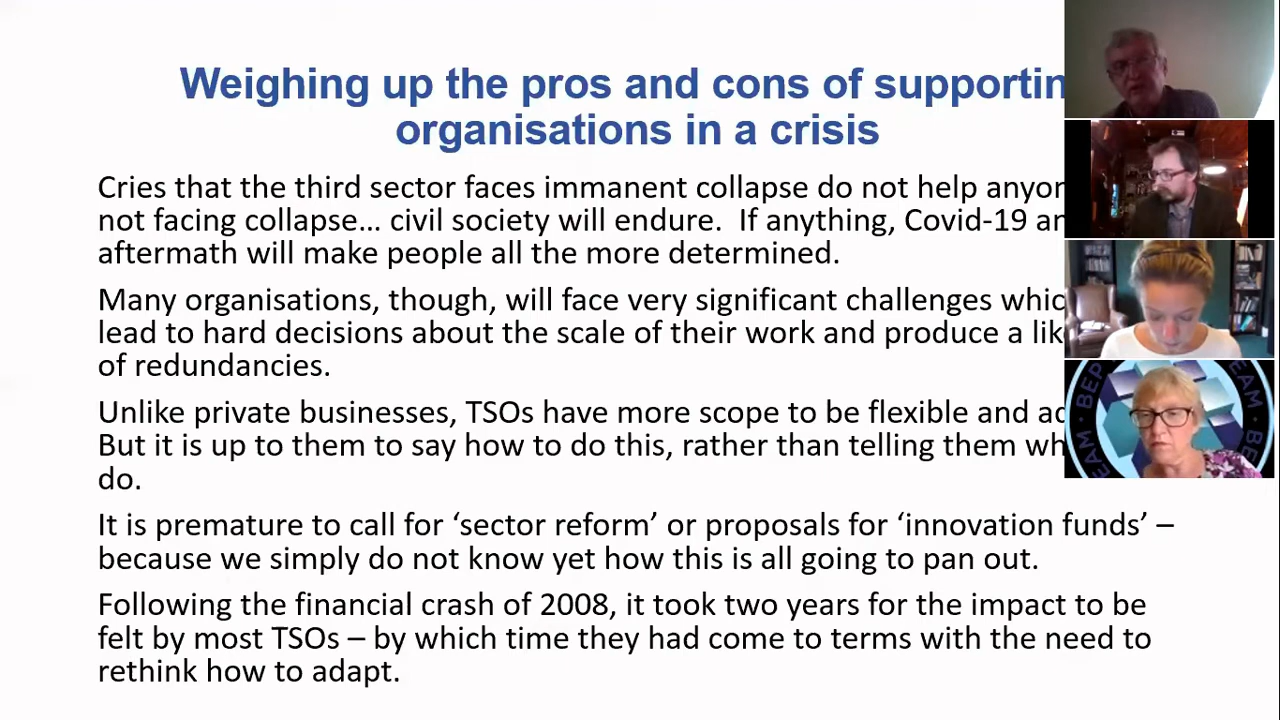 Weighing up the pros and cons of supportin
organisations in a crisis
Cries that the third sector faces immanent collapse do not help anyon
not facing collapse… civil society will endure.  If anything, Covid-19 an
aftermath will make people all the more determined.
Many organisations, though, will face very significant challenges whic
lead to hard decisions about the scale of their work and produce a lik
of redundancies.
Unlike private businesses, TSOs have more scope to be flexible and ad
But it is up to them to say how to do this, rather than telling them wh
do.
It is premature to call for ‘sector reform’ or proposals for ‘innovation funds’ –
because we simply do not know yet how this is all going to pan out.
Following the financial crash of 2008, it took two years for the impact to be
felt by most TSOs – by which time they had come to terms with the need to
rethink how to adapt.
BEP
TEAM
TEAM
BE